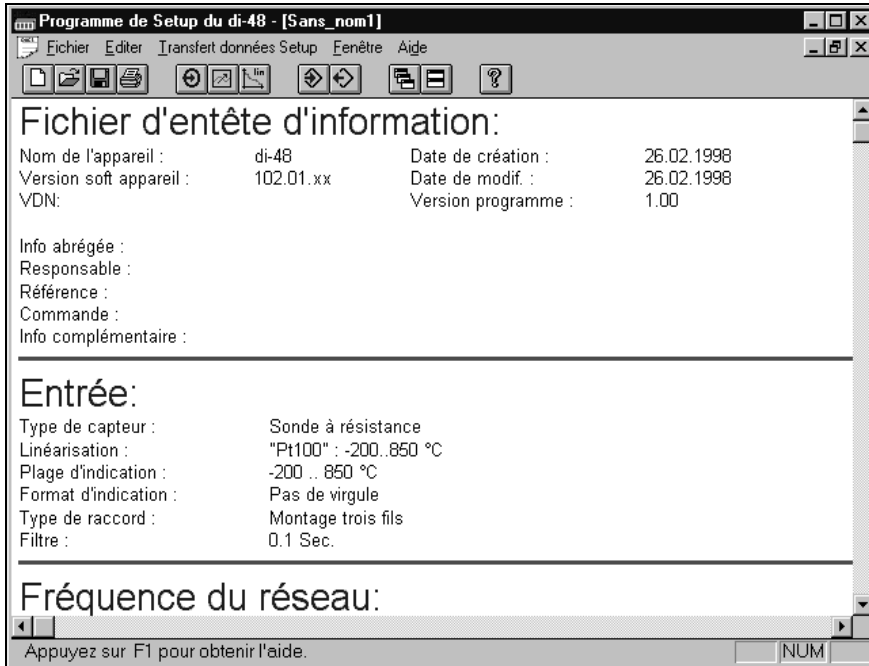 Programme de Setup du di-48 - [Sans_nom1]
Fichier Editer Transfert données Setup Fenêtre Aide
lin
Fichier d'entête d'information:
Nom de l'appareil : di-48 Date de création : 26.02.1998
Version soft appareil : 102.01.xx Date de modif. : 26.02.1998
VDN: Version programme : 1.00
Info abrégée :
Responsable :
Référence :
Commande :
Info complémentaire :
Entrée:
Type de capteur : Sonde à résistance
Linéarisation : "Pt100" : -200..850 °C
Plage d'indication : -200 .. 850 °C
Format d'indication : Pas de virgule
Type de raccord : Montage trois fils
Filtre : 0.1 Sec.
Fréquence du réseau:
Appuyez sur F1 pour obtenir l'aide. NUM